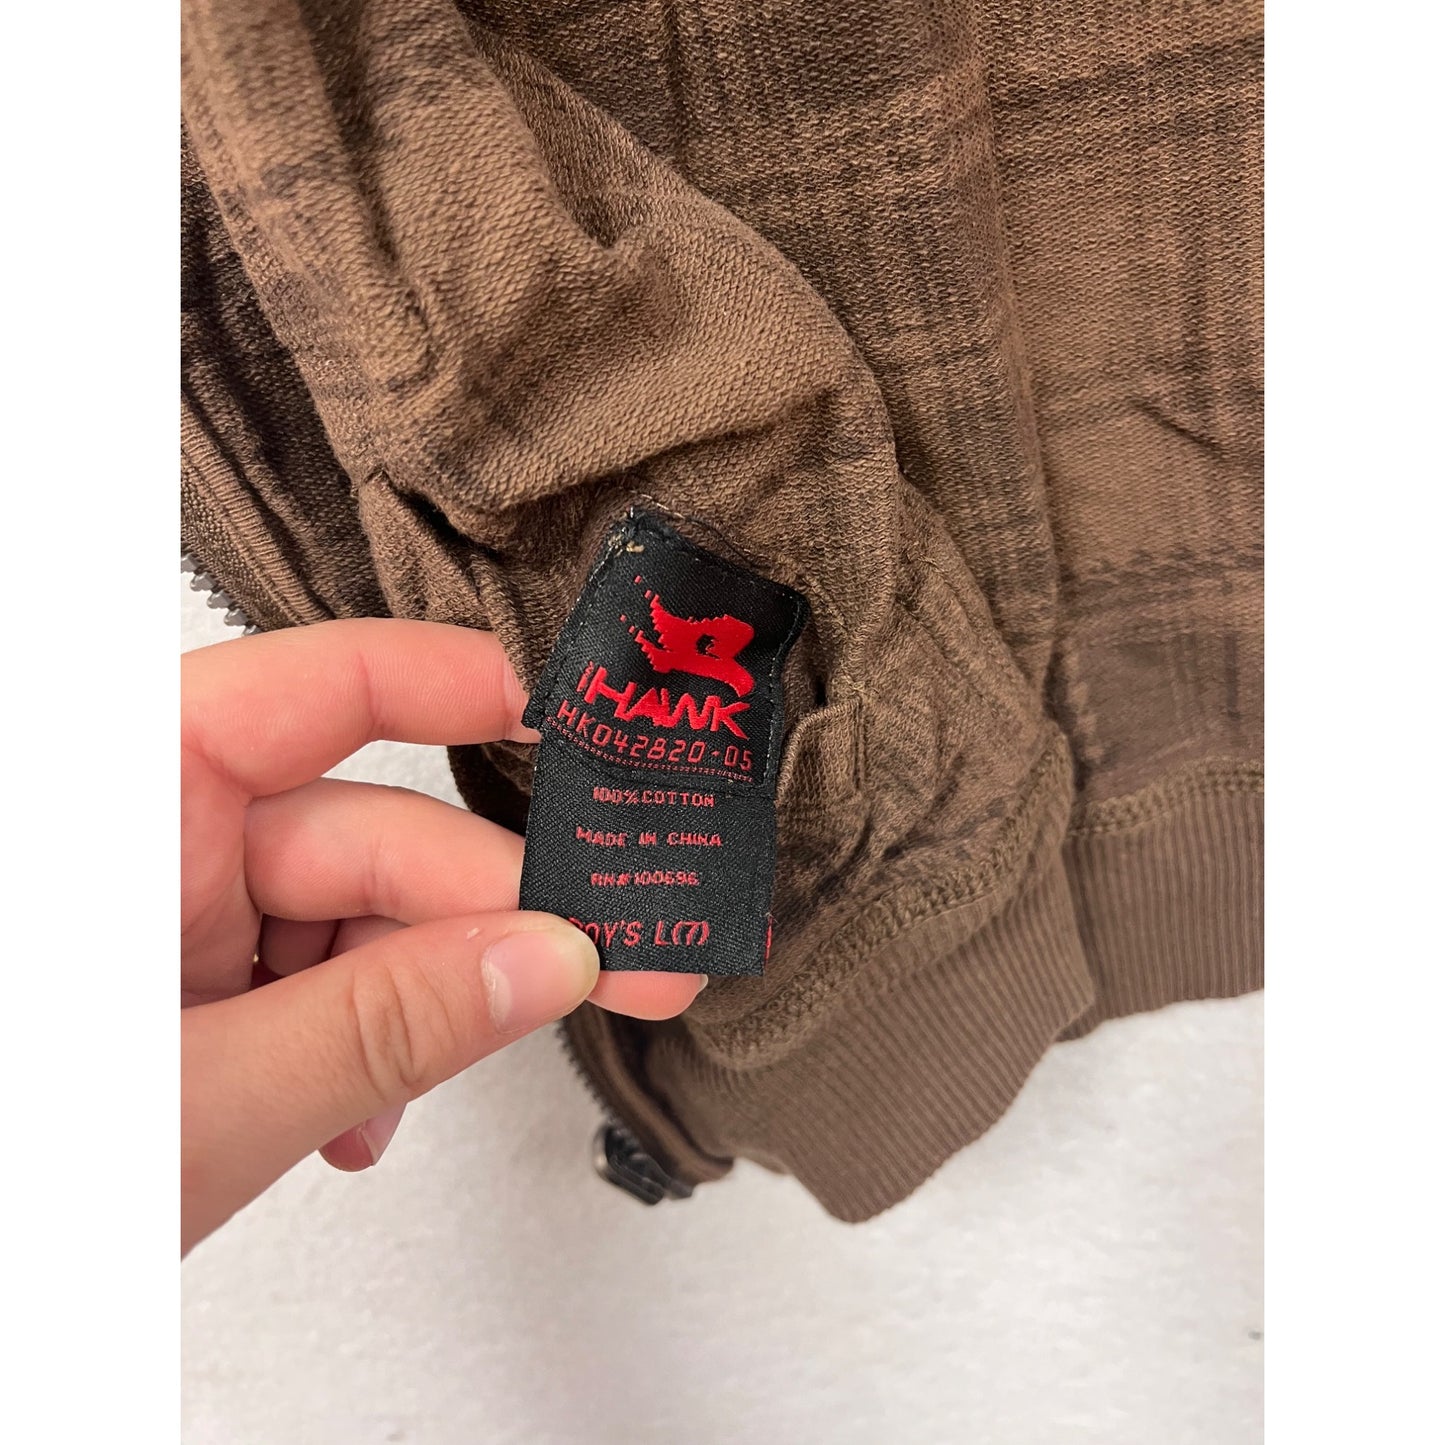 HAWK
HK042820-05
100% COTTON
MADE IN CHINA
RN#100696
BOY'S L(7)